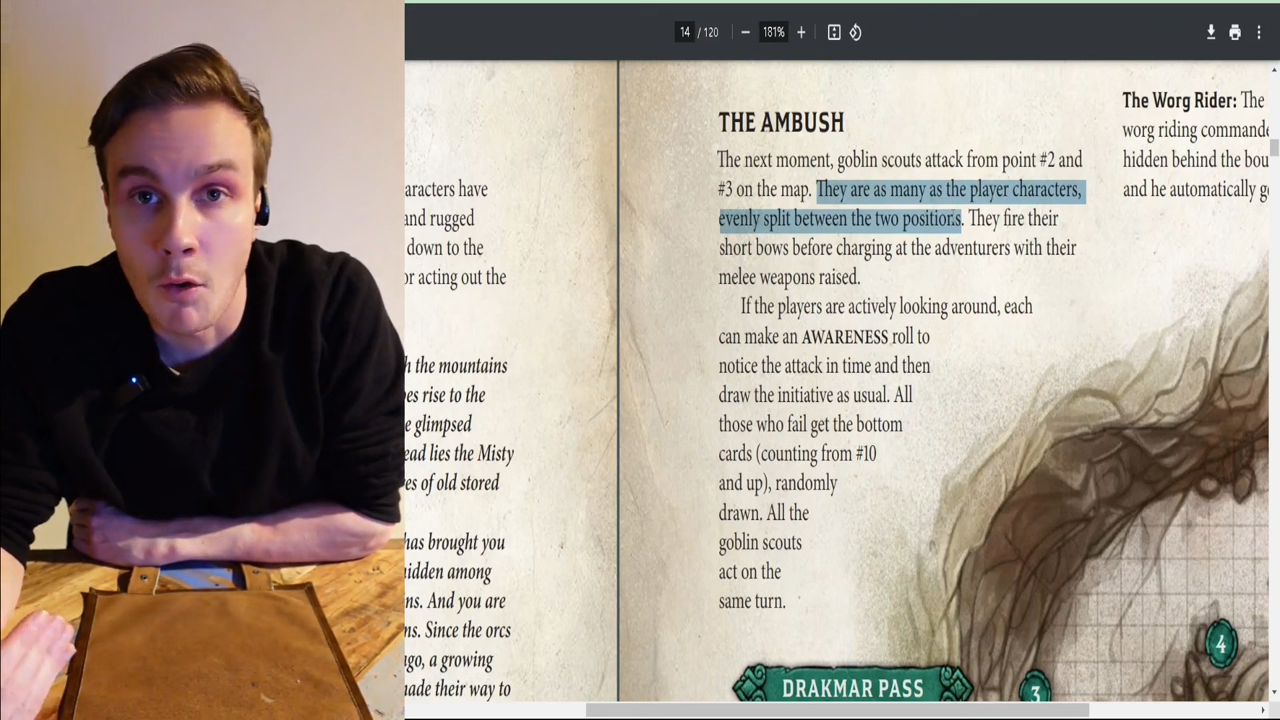 14 / 120
181%
aracters have
and rugged
down to the
or acting out the
h the mountains
es rise to the
e glimpsed
ead lies the Misty
es of old stored
has brought you
idden among
ns. And you are
ns. Since the orcs
ago, a growing
made their way to
THE AMBUSH
The next moment, goblin scouts attack from point #2 and
#3 on the map. They are as many as the player characters,
evenly split between the two positions. They fire their
short bows before charging at the adventurers with their
melee weapons raised.
If the players are actively looking around, each
can make an AWARENESS roll to
notice the attack in time and then
draw the initiative as usual. All
those who fail get the bottom
cards (counting from #10
and up), randomly
drawn. All the
goblin scouts
act on the
same turn.
The Worg Rider: The
worg riding commande
hidden behind the bou
and he automatically g
DRAKMAR PASS
3
4